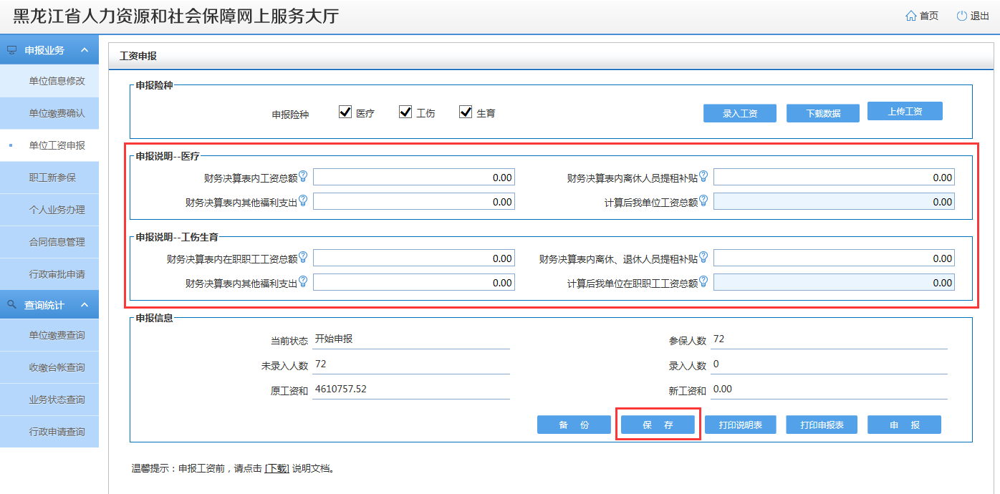 黑龙江省人力资源和社会保障网上服务大厅
首页 退出
申报业务
单位信息修改
单位缴费确认
单位工资申报
职工新参保
个人业务办理
合同信息管理
行政审批申请
查询统计
单位缴费查询
收缴台帐查询
业务状态查询
行政申请查询
工资申报
申报险种
申报险种 医疗 工伤 生育 录入工资 下载数据 上传工资
申报说明--医疗
财务决算表内工资总额 0.00 财务决算表内离休人员提租补贴 0.00
财务决算表内其他福利支出 0.00 计算后我单位工资总额 0.00
申报说明--工伤生育
财务决算表内在职职工工资总额 0.00 财务决算表内离休、退休人员提租补贴 0.00
财务决算表内其他福利支出 0.00 计算后我单位在职职工工资总额 0.00
申报信息
当前状态 开始申报 参保人数 72
未录入人数 72 录入人数 0
原工资和 4610757.52 新工资和 0.00
备 份 保 存 打印说明表 打印申报表 申 报
温馨提示：申报工资前，请点击 [下载] 说明文档。